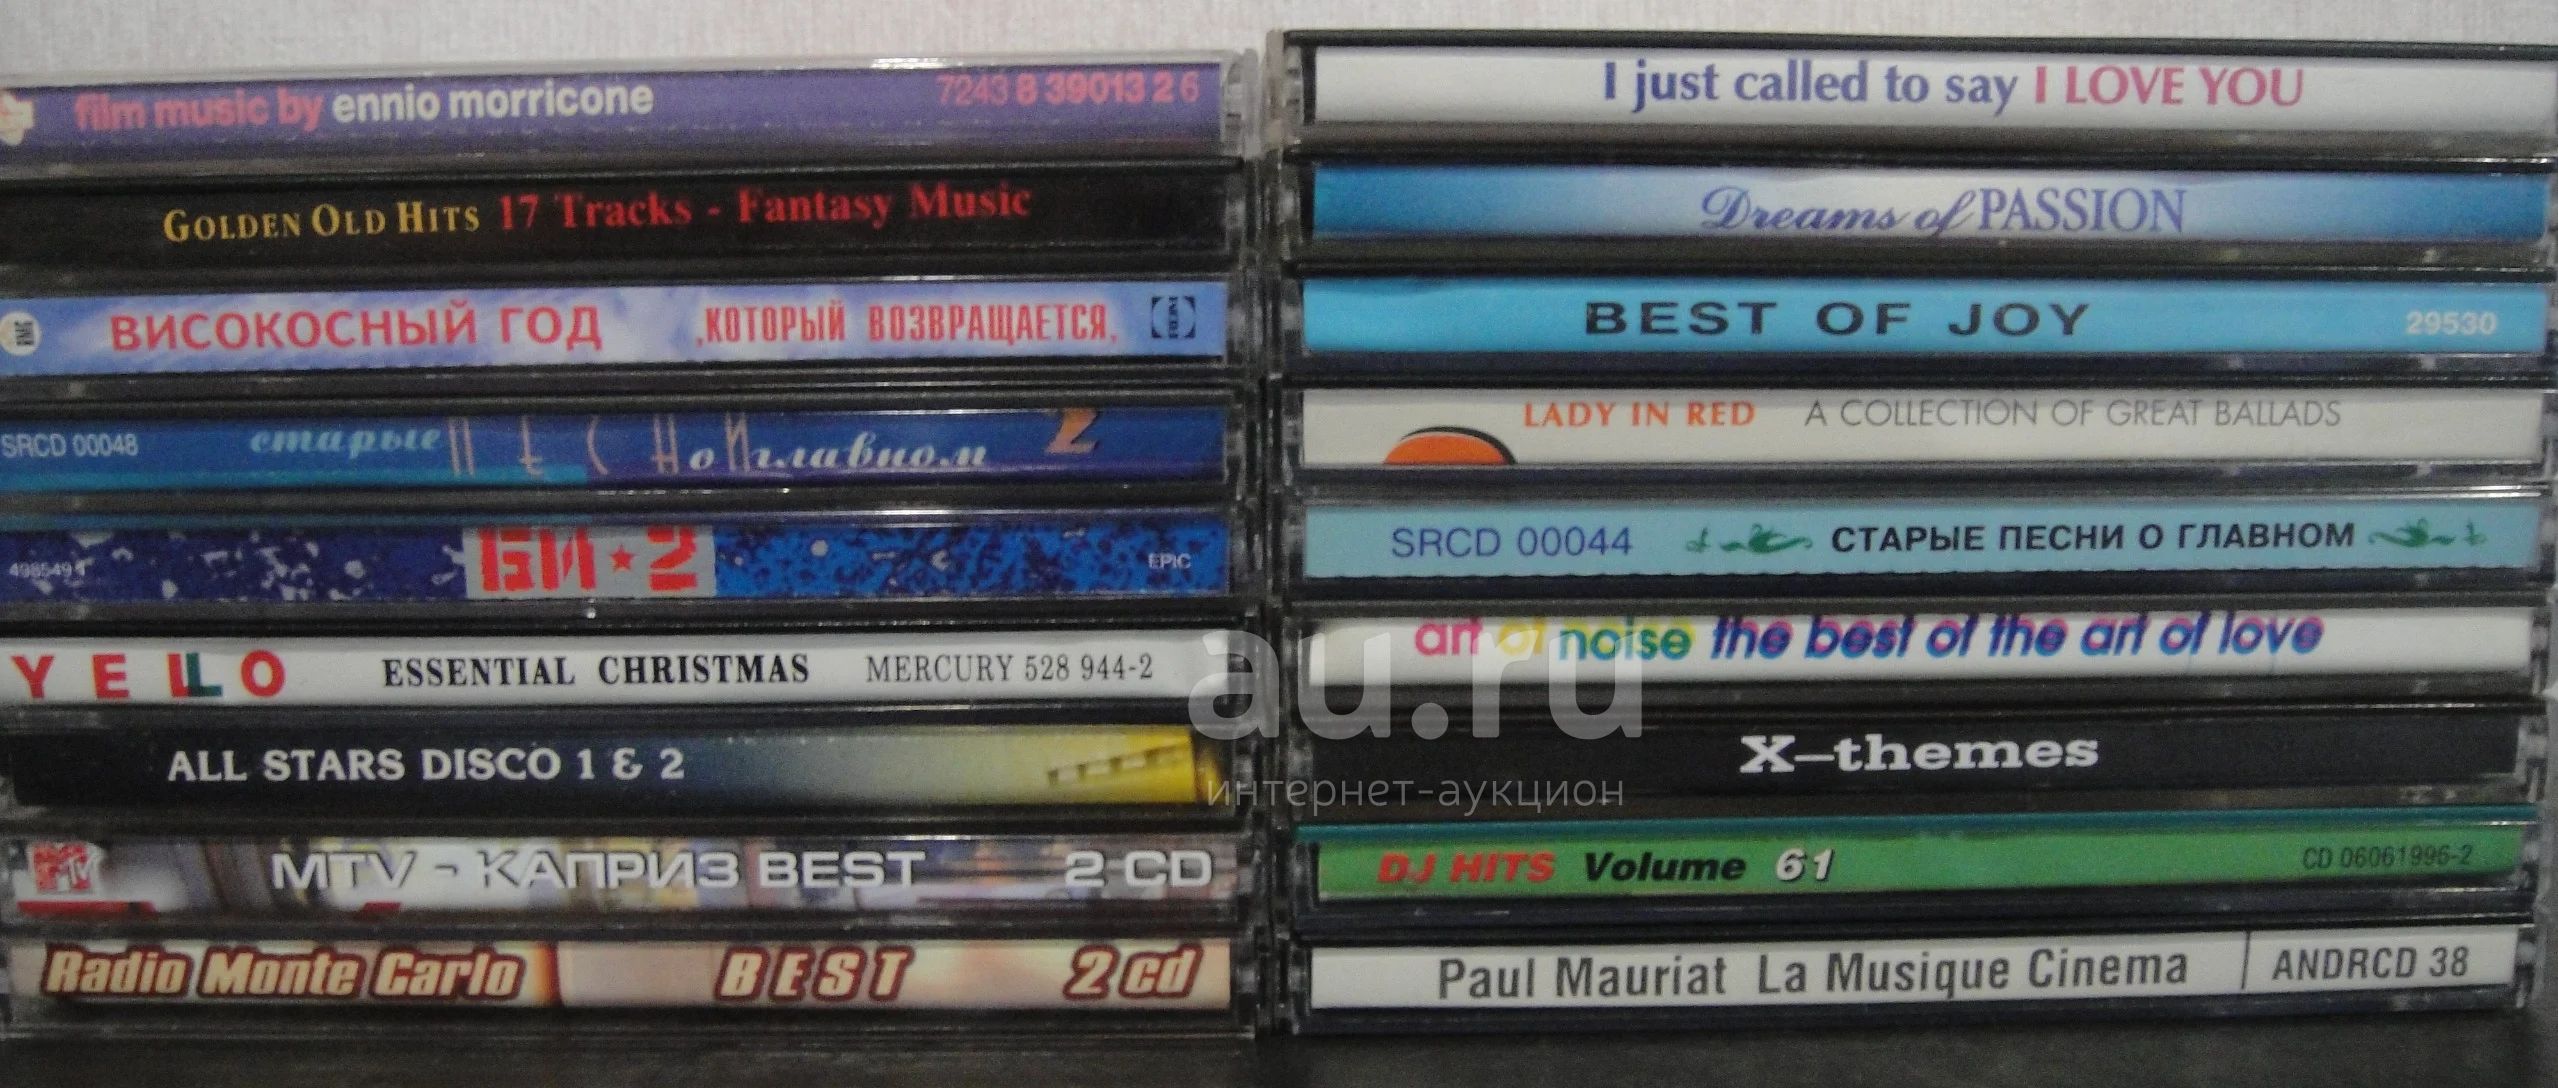 film music by ennio morricone 7243 8 39013 2 6
GOLDEN OLD HITS 17 Tracks - Fantasy Music
ВИСОКОСНЫЙ ГОД ,КОТОРЫЙ ВОЗВРАЩАЕТСЯ,
SRCD 00048 старые ПЕСНИ о главном 2
498549 БИ★2 EPIC
YELLO ESSENTIAL CHRISTMAS MERCURY 528 944-2
ALL STARS DISCO 1 & 2
MTV MTV - КАПРИЗ BEST 2 CD
Radio Monte Carlo BEST 2 cd
I just called to say I LOVE YOU
Dreams of PASSION
BEST OF JOY 29530
LADY IN RED A COLLECTION OF GREAT BALLADS
SRCD 00044 СТАРЫЕ ПЕСНИ О ГЛАВНОМ
art of noise the best of the art of love
X-themes
DJ HITS Volume 61 CD 06061996-2
Paul Mauriat La Musique Cinema ANDRCD 38
au.ru
интернет-аукцион